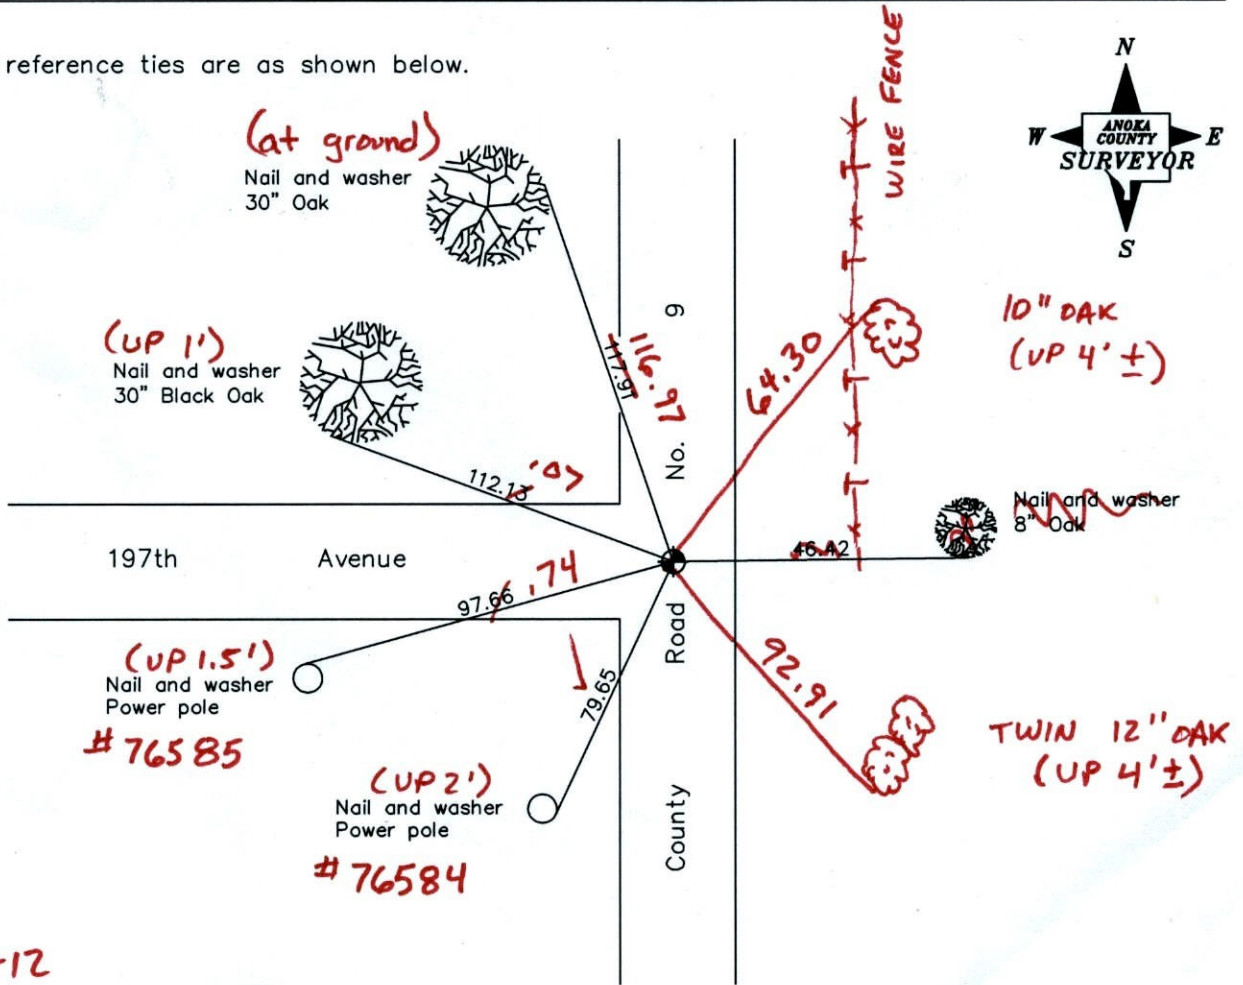 reference ties are as shown below.
WIRE FENCE
N
W
ANOKA
COUNTY
E
SURVEYOR
S
(at ground)
Nail and washer
30" Oak
(UP 1')
Nail and washer
30" Black Oak
117.91
116.97
64.30
10" OAK
(UP 4' ±)
County Road No. 9
112.13
Nail and washer
8" Oak
46.42
197th Avenue
97.66
.74
(UP 1.5')
Nail and washer
Power pole
# 76585
79.65
92.91
TWIN 12" OAK
(UP 4' ±)
(UP 2')
Nail and washer
Power pole
# 76584
-12